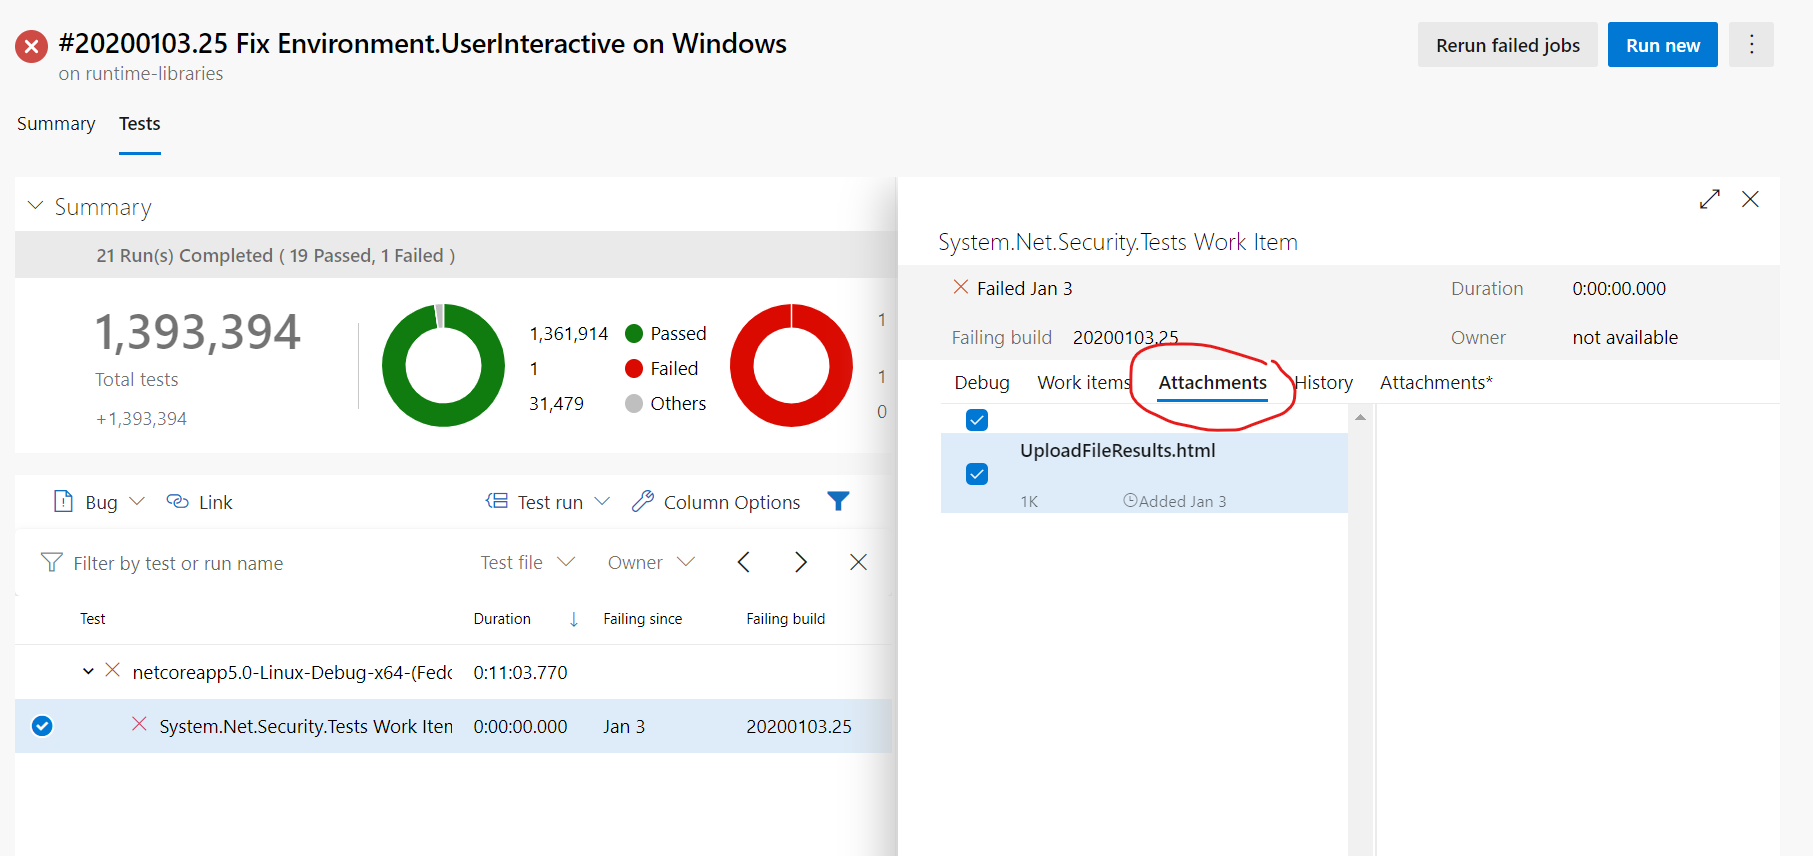 #20200103.25 Fix Environment.UserInteractive on Windows
on runtime-libraries
Rerun failed jobs
Run new
Summary
Tests
Summary
21 Run(s) Completed ( 19 Passed, 1 Failed )
1,393,394
Total tests
+1,393,394
1,361,914 Passed
1 Failed
31,479 Others
1
1
0
Bug
Link
Test run
Column Options
Filter by test or run name
Test file
Owner
Test Duration Failing since Failing build
netcoreapp5.0-Linux-Debug-x64-(Fedo 0:11:03.770
System.Net.Security.Tests Work Iten 0:00:00.000 Jan 3 20200103.25
System.Net.Security.Tests Work Item
Failed Jan 3
Duration 0:00:00.000
Failing build 20200103.25
Owner not available
Debug Work items Attachments History Attachments*
UploadFileResults.html
1K Added Jan 3